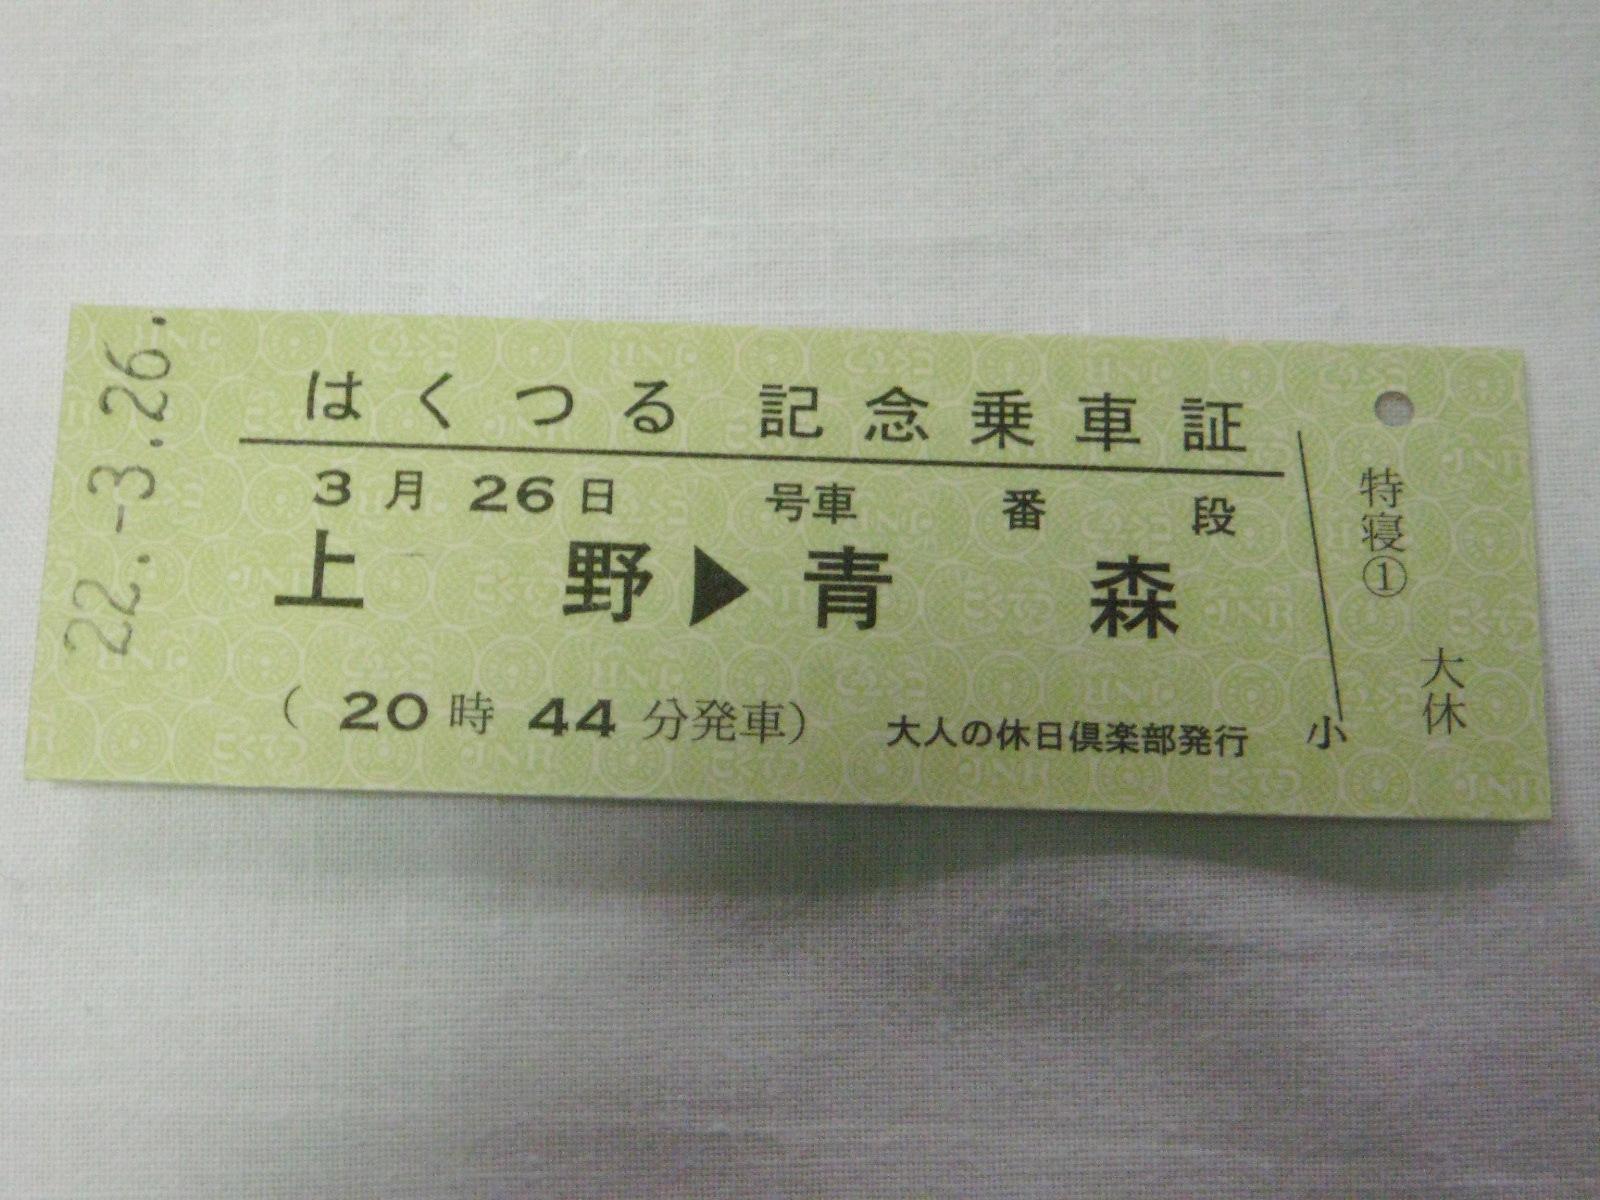 はくつる 記念乗車証
3月26日 号車 番 段
上野▶青森
(20時44分発車)
大人の休日倶楽部発行
小
特寝①
大休
22.-3.26.